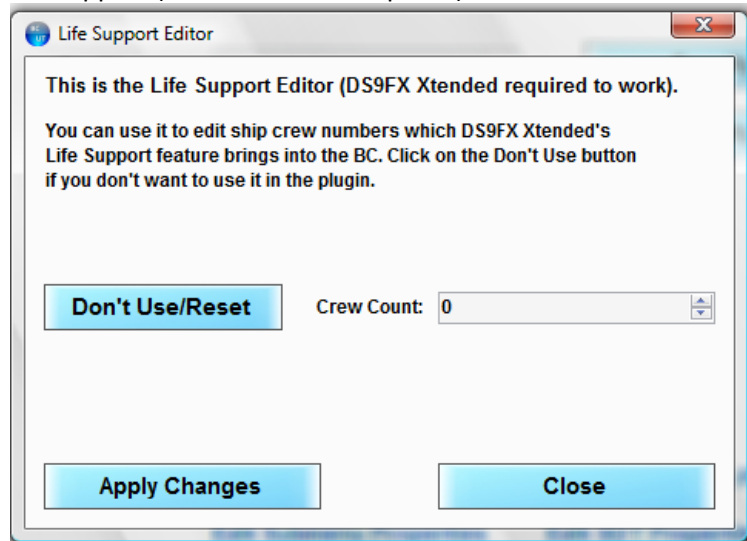 Life Support Editor
This is the Life Support Editor (DS9FX Xtended required to work).
You can use it to edit ship crew numbers which DS9FX Xtended's
Life Support feature brings into the BC. Click on the Don't Use button
if you don't want to use it in the plugin.
Don't Use/Reset Crew Count: 0
Apply Changes Close